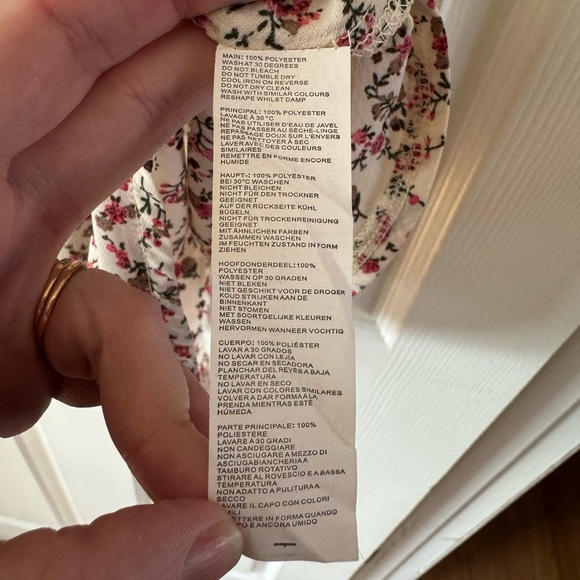 MAIN: 100% POLYESTER
WASH AT 30 DEGREES
DO NOT BLEACH
DO NOT TUMBLE DRY
COOL IRON ON REVERSE
DO NOT DRY CLEAN
WASH WITH SIMILAR COLOURS
RESHAPE WHILST DAMP
PRINCIPAL: 100% POLYESTER
LAVAGE À 30 °C
NE PAS UTILISER D'EAU DE JAVEL
NE PAS PASSER AU SÈCHE-LINGE
REPASSAGE DOUX SUR L'ENVERS
NE PAS NETTOYER À SEC
LAVER AVEC DES COULEURS
SIMILAIRES
REMETTRE EN FORME ENCORE
HUMIDE
HAUPT-: 100% POLYESTER
BEI 30°C WASCHEN
NICHT BLEICHEN
NICHT FÜR DEN TROCKNER
GEEIGNET
AUF DER RÜCKSEITE KÜHL
BÜGELN
NICHT FÜR TROCKENREINIGUNG
GEEIGNET
MIT ÄHNLICHEN FARBEN
ZUSAMMEN WASCHEN
IM FEUCHTEN ZUSTAND IN FORM
ZIEHEN
HOOFDONDERDEEL: 100%
POLYESTER
WASSEN OP 30 GRADEN
NIET BLEKEN
NIET GESCHIKT VOOR DE DROGER
KOUD STRIJKEN AAN DE
BINNENKANT
NIET STOMEN
MET SOORTGELIJKE KLEUREN
WASSEN
HERVORMEN WANNEER VOCHTIG
CUERPO: 100% POLIÉSTER
LAVAR A 30 GRADOS
NO LAVAR CON LEJÍA
NO SECAR EN SECADORA
PLANCHAR DEL REVÉS A BAJA
TEMPERATURA
NO LAVAR EN SECO
LAVAR CON COLORES SIMILARES
VOLVER A DAR FORMA LA
PRENDA MIENTRAS ESTÉ
HÚMEDA
PARTE PRINCIPALE: 100%
POLIESTERE
LAVARE A 30 GRADI
NON CANDEGGIARE
NON ASCIUGARE A MEZZO DI
ASCIUGABIANCHERIA A
TAMBURO ROTATIVO
STIRARE AL ROVESCIO E A BASSA
TEMPERATURA
NON ADATTO A PULITURA A
SECCO
LAVARE IL CAPO CON COLORI
MILI
ETTERE IN FORMA QUANDO
PO È ANCORA UMIDO